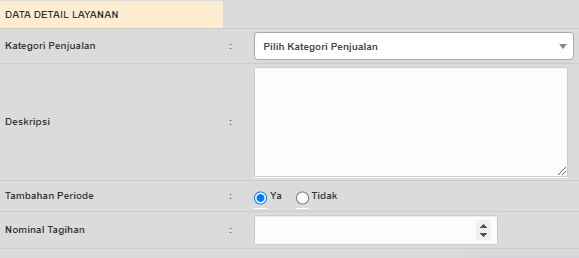 DATA DETAIL LAYANAN
Kategori Penjualan : Pilih Kategori Penjualan
Deskripsi :
Tambahan Periode : Ya Tidak
Nominal Tagihan :